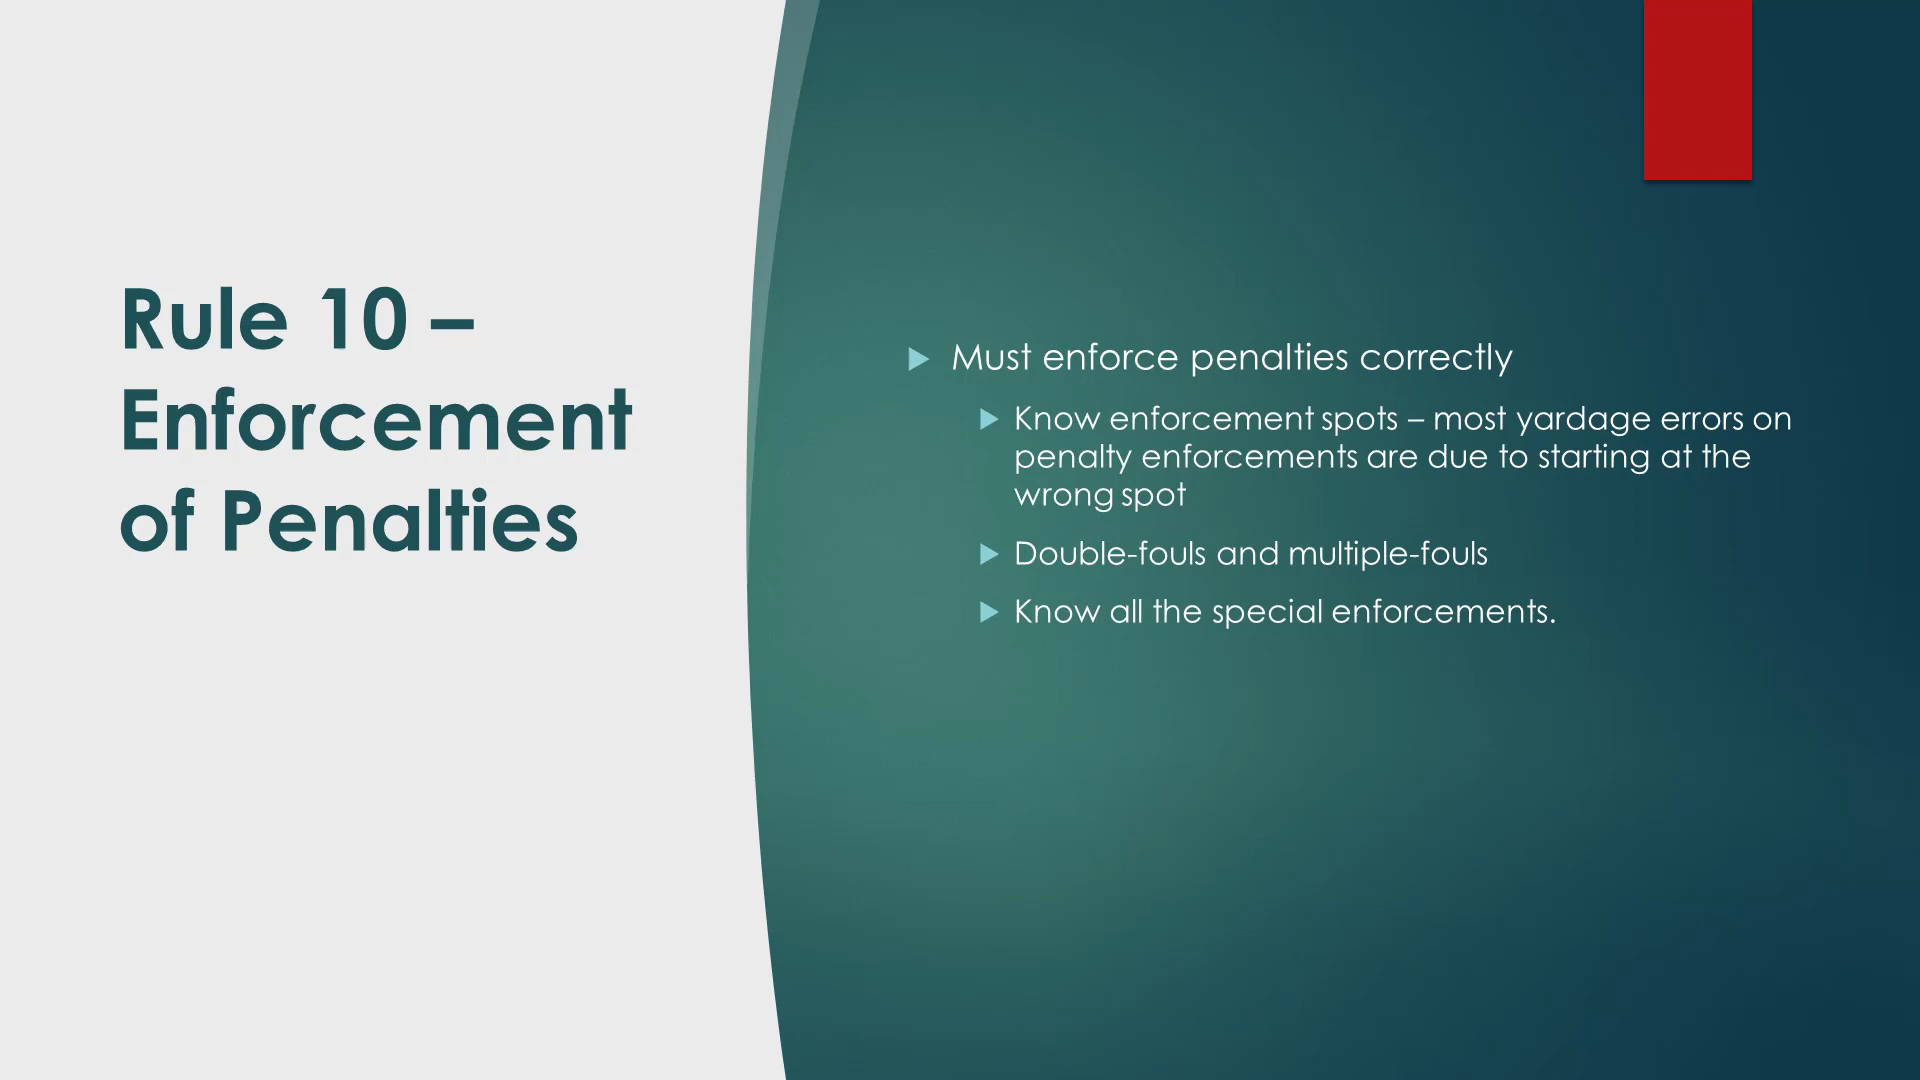 Rule 10 –
Enforcement
of Penalties
Must enforce penalties correctly
Know enforcement spots – most yardage errors on
penalty enforcements are due to starting at the
wrong spot
Double-fouls and multiple-fouls
Know all the special enforcements.